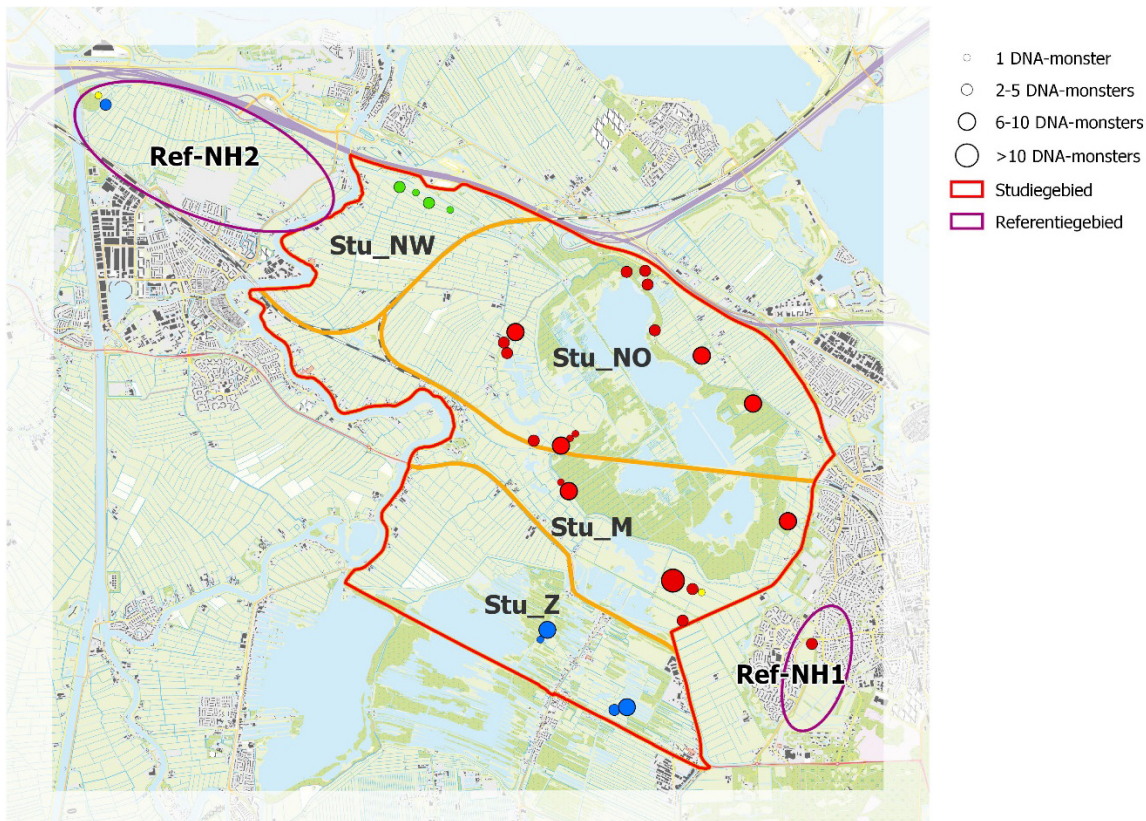 1 DNA-monster
2-5 DNA-monsters
6-10 DNA-monsters
>10 DNA-monsters
Studiegebied
Referentiegebied
Ref-NH2
Stu_NW
Stu_NO
Stu_M
Stu_Z
Ref-NH1